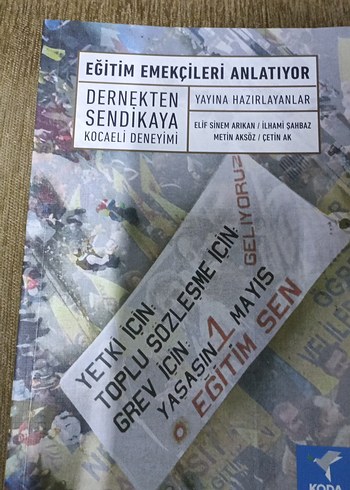 EĞİTİM EMEKÇİLERİ ANLATIYOR
DERNEKTEN
SENDİKAYA
KOCAELİ DENEYİMİ
YAYINA HAZIRLAYANLAR
ELİF SİNEM ARIKAN / İLHAMİ ŞAHBAZ
METİN AKSÖZ / ÇETİN AK
YETKİ İÇİN:
TOPLU SÖZLEŞME İÇİN:
GREV İÇİN:
GELİYORUZ
YAŞASIN 1 MAYIS
EĞİTİM SEN
KODA